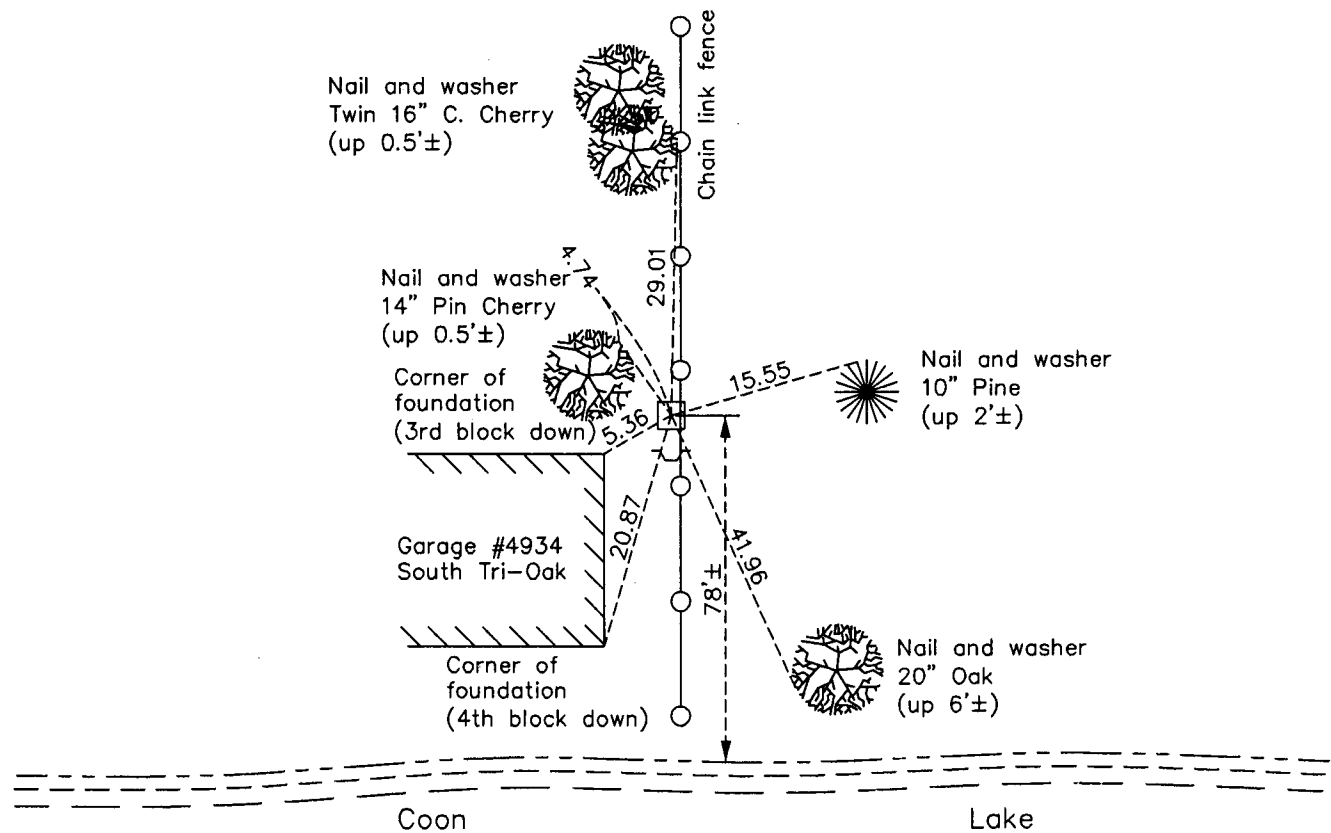 Chain link fence
Nail and washer
Twin 16" C. Cherry
(up 0.5'±)
29.01
4.74
Nail and washer
14" Pin Cherry
(up 0.5'±)
15.55
Nail and washer
10" Pine
(up 2'±)
Corner of
foundation
(3rd block down)
5.36
20.87
Garage #4934
South Tri-Oak
41.96
78'±
Nail and washer
20" Oak
(up 6'±)
Corner of
foundation
(4th block down)
Coon Lake